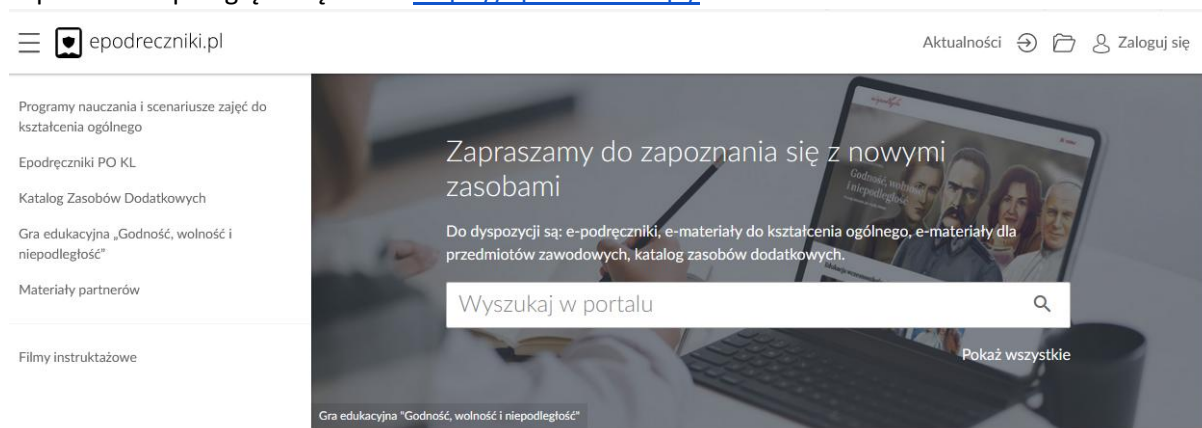 epodreczniki.pl
Aktualności
Zaloguj się
Programy nauczania i scenariusze zajęć do
kształcenia ogólnego
Epodręczniki PO KL
Katalog Zasobów Dodatkowych
Gra edukacyjna „Godność, wolność i
niepodległość”
Materiały partnerów
Filmy instruktażowe
Zapraszamy do zapoznania się z nowymi
zasobami
Do dyspozycji są: e-podręczniki, e-materiały do kształcenia ogólnego, e-materiały dla
przedmiotów zawodowych, katalog zasobów dodatkowych.
Wyszukaj w portalu
Pokaż wszystkie
Gra edukacyjna "Godność, wolność i niepodległość"
Godność, wolność
i niepodległość